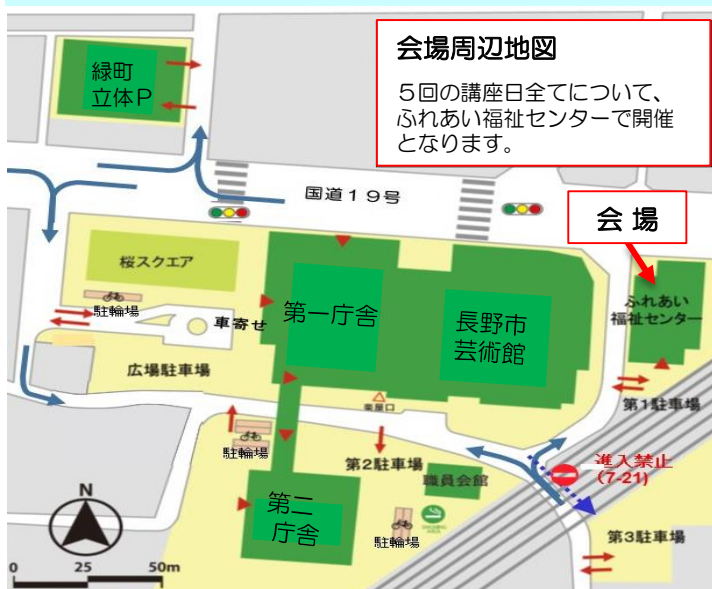 会場周辺地図
５回の講座日全てについて、
ふれあい福祉センターで開催
となります。
緑町
立体Ｐ
国道１９号
会 場
桜スクエア
駐輪場
車寄せ
第一庁舎
長野市
芸術館
ふれあい
福祉センター
広場駐車場
楽屋口
第1駐車場
駐輪場
第2駐車場
職員会館
進入禁止
(7-21)
第二
庁舎
駐輪場
第3駐車場
N
0 25 50m